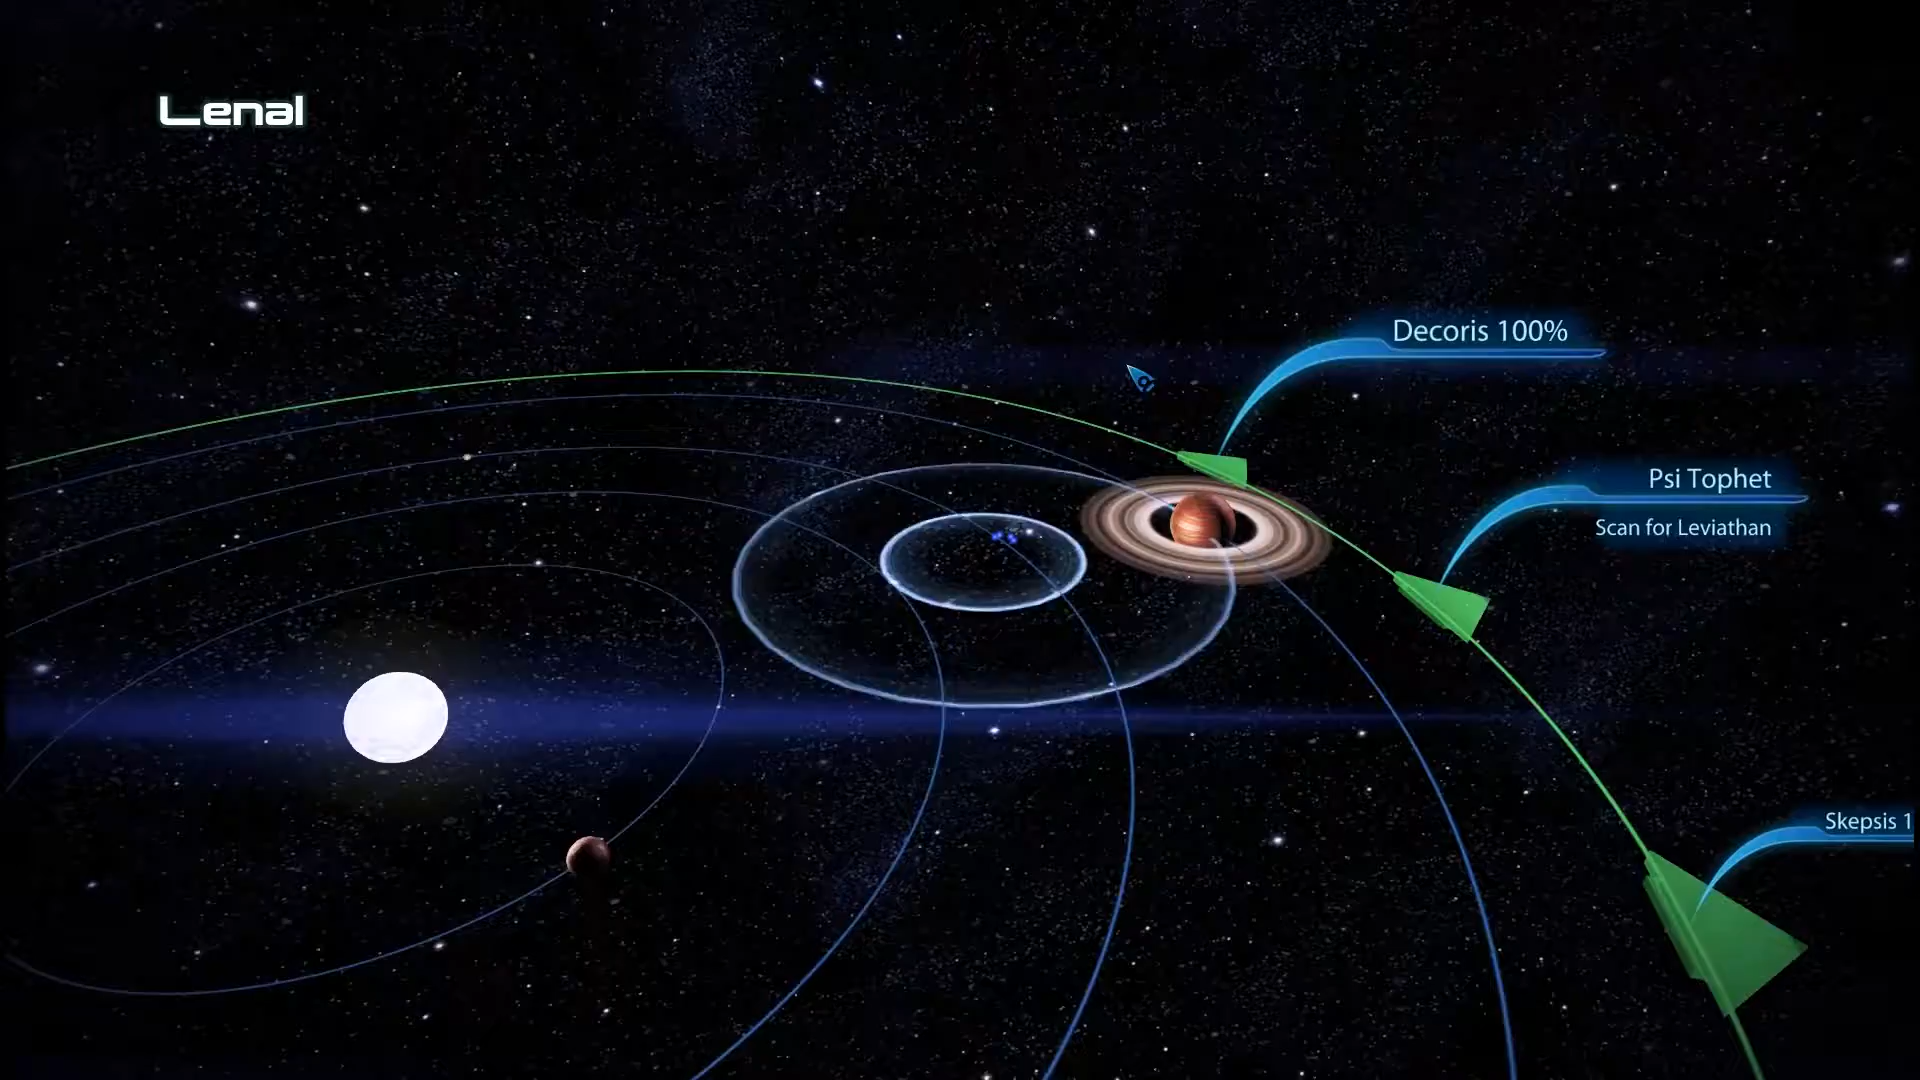 Lenal
Decoris 100%
Psi Tophet
Scan for Leviathan
Skepsis 1